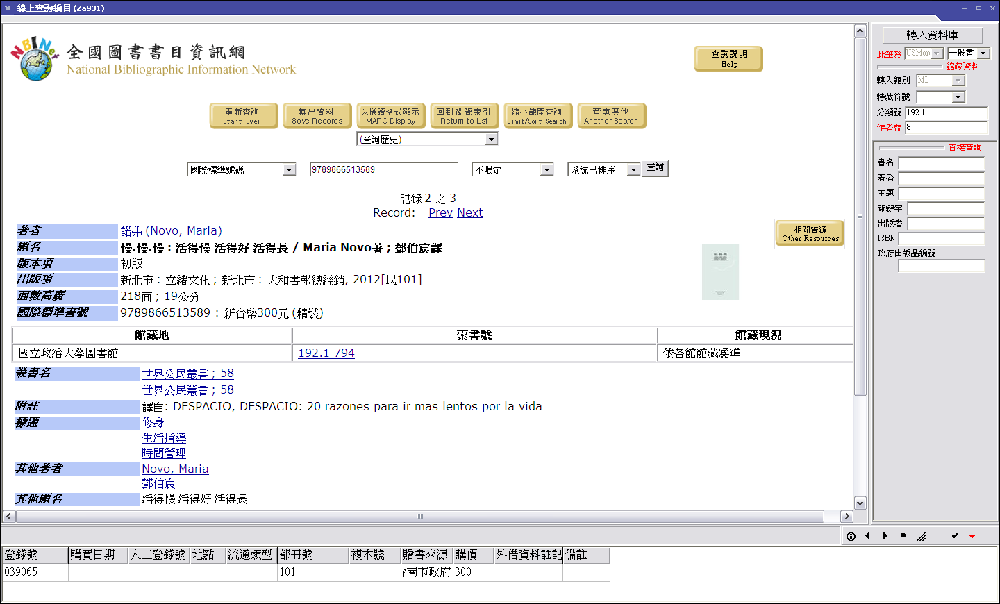 線上查詢編目 (Za931)
NBINet
全國圖書書目資訊網
National Bibliographic Information Network
查詢說明
Help
重新查詢
Start Over
轉出資料
Save Records
以機讀格式顯示
MARC Display
回到瀏覽索引
Return to List
縮小範圍查詢
Limit/Sort Search
查詢其他
Another Search
(查詢歷史)
國際標準號碼 9789866513589 不限定 系統已排序 查詢
記錄 2 之 3
Record: Prev Next
相關資源
Other Resources
著者 諾弗 (Novo, Maria)
題名 慢.慢.慢 : 活得慢 活得好 活得長 / Maria Novo著 ; 鄧伯宸譯
版本項 初版
出版項 新北市 : 立緒文化 ; 新北市 : 大和書報總經銷, 2012[民101]
面數高廣 218面 ; 19公分
國際標準書號 9789866513589 : 新台幣300元 (精裝)
館藏地 索書號 館藏現況
國立政治大學圖書館 192.1 794 依各館館藏為準
叢書名 世界公民叢書 ; 58
世界公民叢書 ; 58
附註 譯自: DESPACIO, DESPACIO: 20 razones para ir mas lentos por la vida
標題 修身
生活指導
時間管理
其他著者 Novo, Maria
鄧伯宸
其他題名 活得慢 活得好 活得長
轉入資料庫
此筆為 USMar 一般書
館藏資料
轉入館別 ML
特藏符號
分類號 192.1
作者號 8
直接查詢
書名
著者
主題
關鍵字
出版者
ISBN
政府出版品編號
登錄號 購買日期 人工登錄號 地點 流通類型 部冊號 複本號 贈書來源 購價 外借資料註記 備註
039065 101 南市政府 300